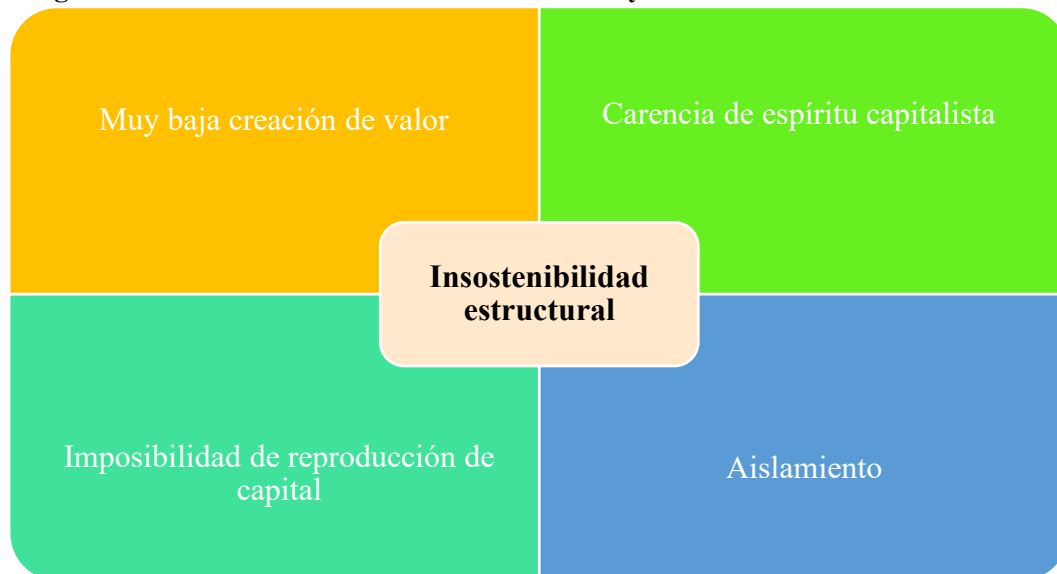 Muy baja creación de valor
Carencia de espíritu capitalista
Insostenibilidad
estructural
Imposibilidad de reproducción de
capital
Aislamiento